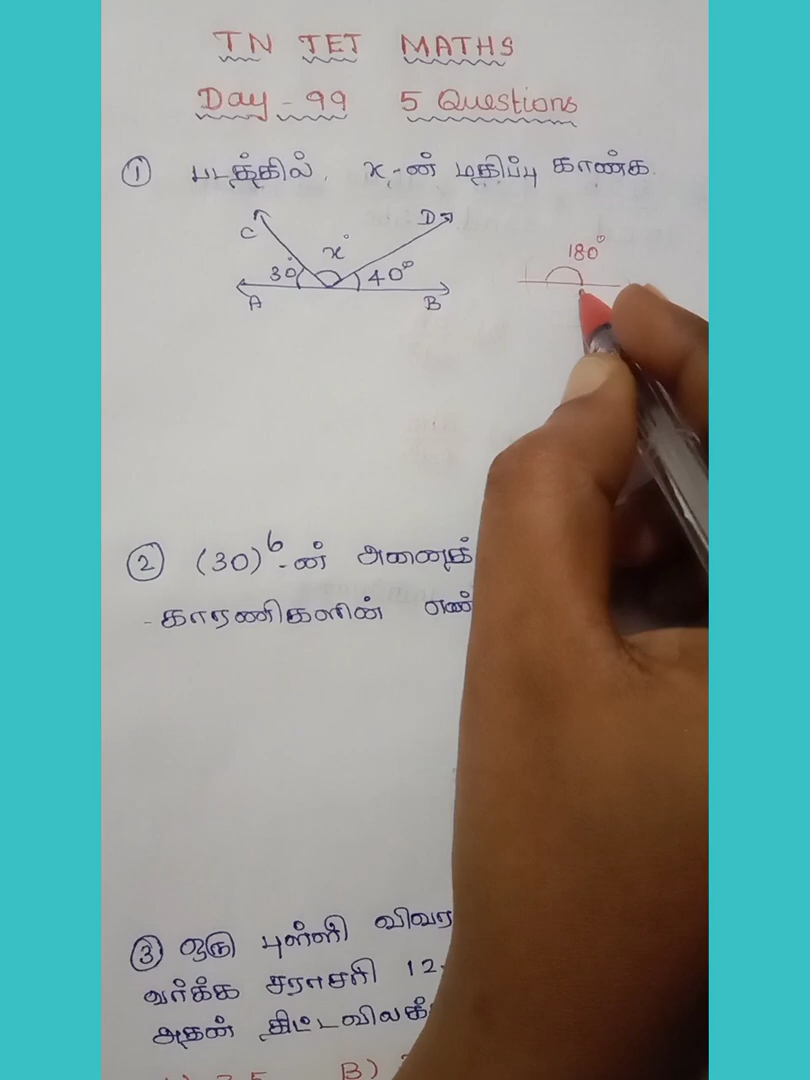 TN TET MATHS
Day - 99 5 Questions
① படத்தில், x-ன் மதிப்பு காண்க.
C D
x°
30° 40°
A B
180°
② (30)⁶-ன் அனைத்
காரணிகளின் எண்
③ ஒரு புள்ளி விவர
வர்க்க சராசரி 12.
அதன் திட்டவிலக்
B)